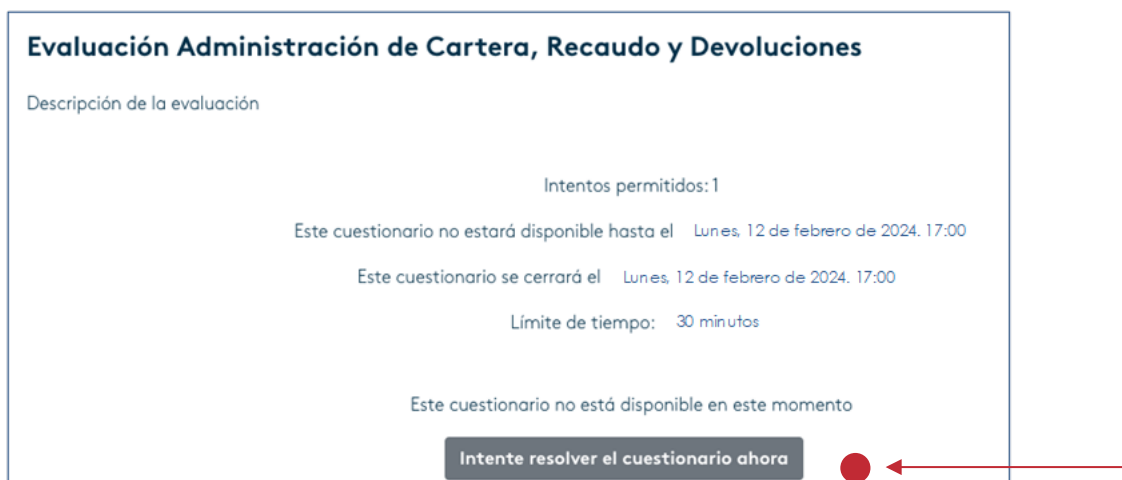 Evaluación Administración de Cartera, Recaudo y Devoluciones
Descripción de la evaluación
Intentos permitidos: 1
Este cuestionario no estará disponible hasta el Lunes, 12 de febrero de 2024. 17:00
Este cuestionario se cerrará el Lunes, 12 de febrero de 2024. 17:00
Límite de tiempo: 30 minutos
Este cuestionario no está disponible en este momento
Intente resolver el cuestionario ahora